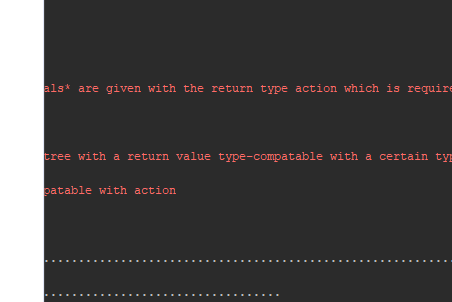 als* are given with the return type action which is require
tree with a return value type-compatable with a certain typ
patable with action
...........................................................
..................................